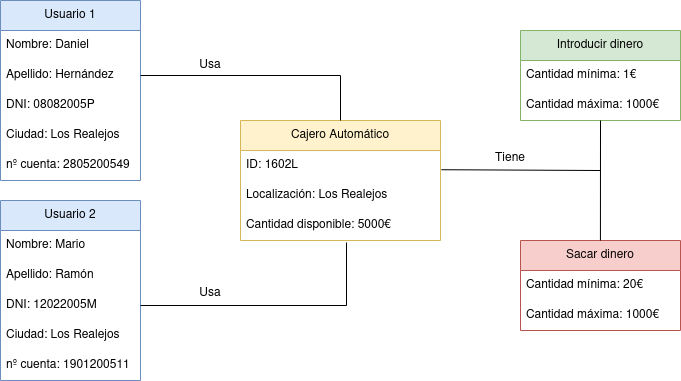 Usuario 1
Nombre: Daniel
Apellido: Hernández
DNI: 08082005P
Ciudad: Los Realejos
nº cuenta: 2805200549
Usa
Usuario 2
Nombre: Mario
Apellido: Ramón
DNI: 12022005M
Ciudad: Los Realejos
nº cuenta: 1901200511
Usa
Cajero Automático
ID: 1602L
Localización: Los Realejos
Cantidad disponible: 5000€
Tiene
Introducir dinero
Cantidad mínima: 1€
Cantidad máxima: 1000€
Sacar dinero
Cantidad mínima: 20€
Cantidad máxima: 1000€